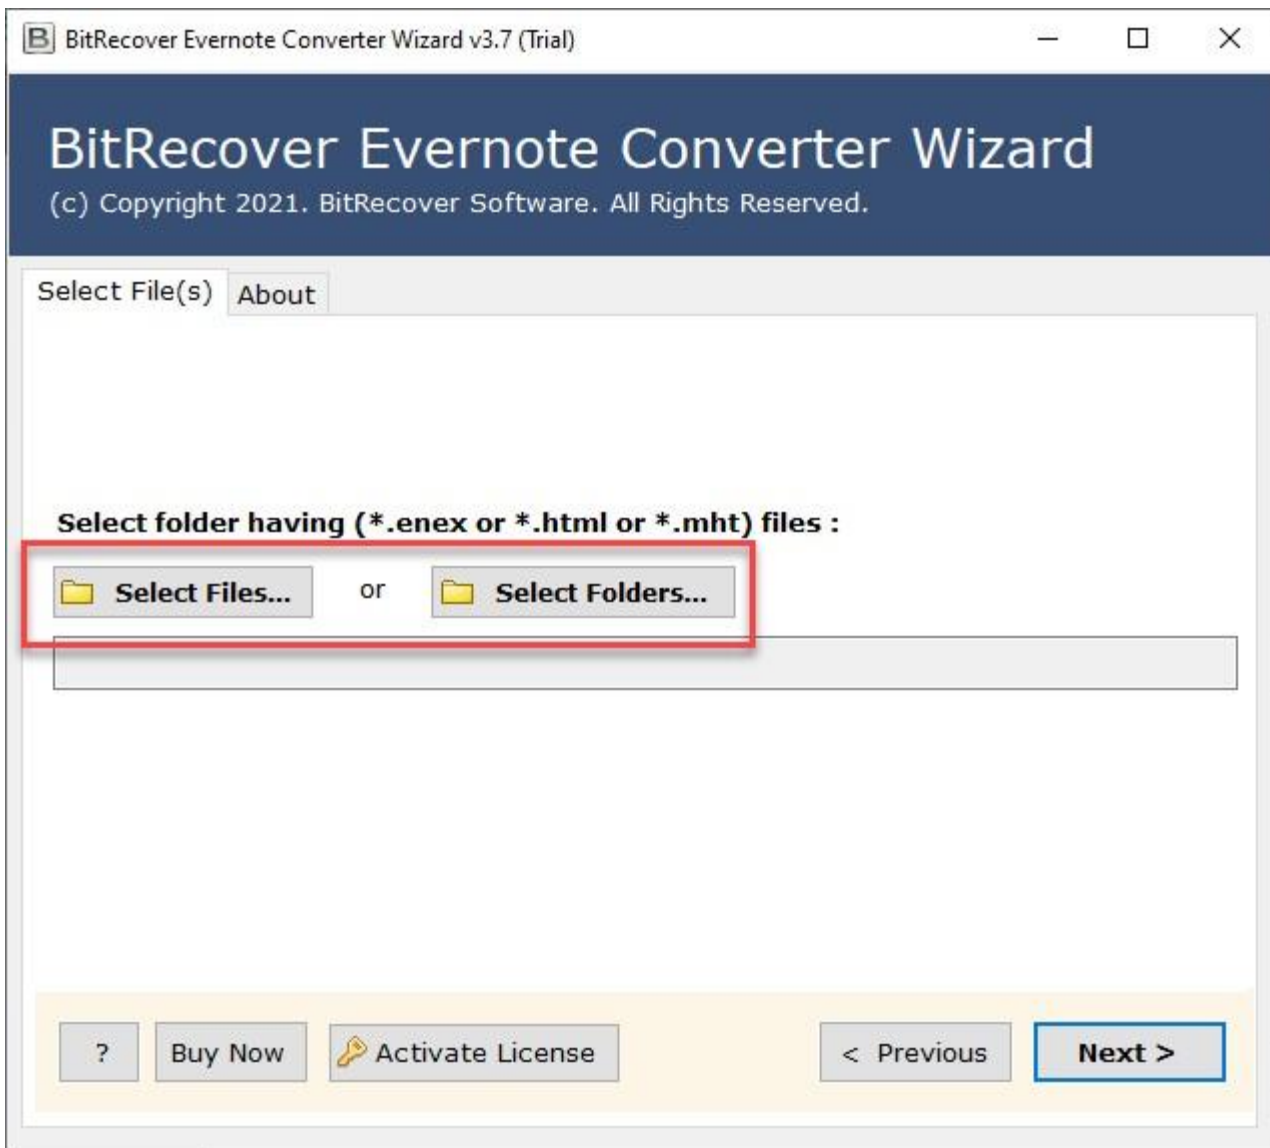 BitRecover Evernote Converter Wizard v3.7 (Trial)
BitRecover Evernote Converter Wizard
(c) Copyright 2021. BitRecover Software. All Rights Reserved.
Select File(s) About
Select folder having (*.enex or *.html or *.mht) files :
Select Files... or Select Folders...
? Buy Now Activate License < Previous Next >